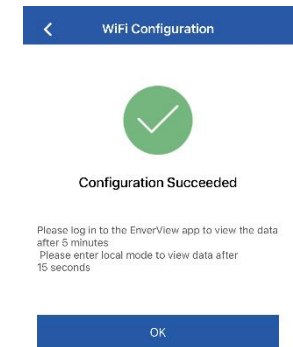 WiFi Configuration
Configuration Succeeded
Please log in to the EnverView app to view the data
after 5 minutes
Please enter local mode to view data after
15 seconds
OK